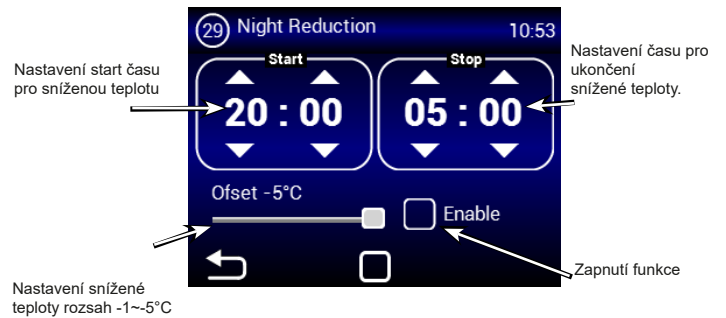 29 Night Reduction 10:53
Start
20 : 00
Stop
05 : 00
Ofset -5°C
Enable
Nastavení start času
pro sníženou teplotu
Nastavení času pro
ukončení
snížené teploty.
Nastavení snížené
teploty rozsah -1~-5°C
Zapnutí funkce